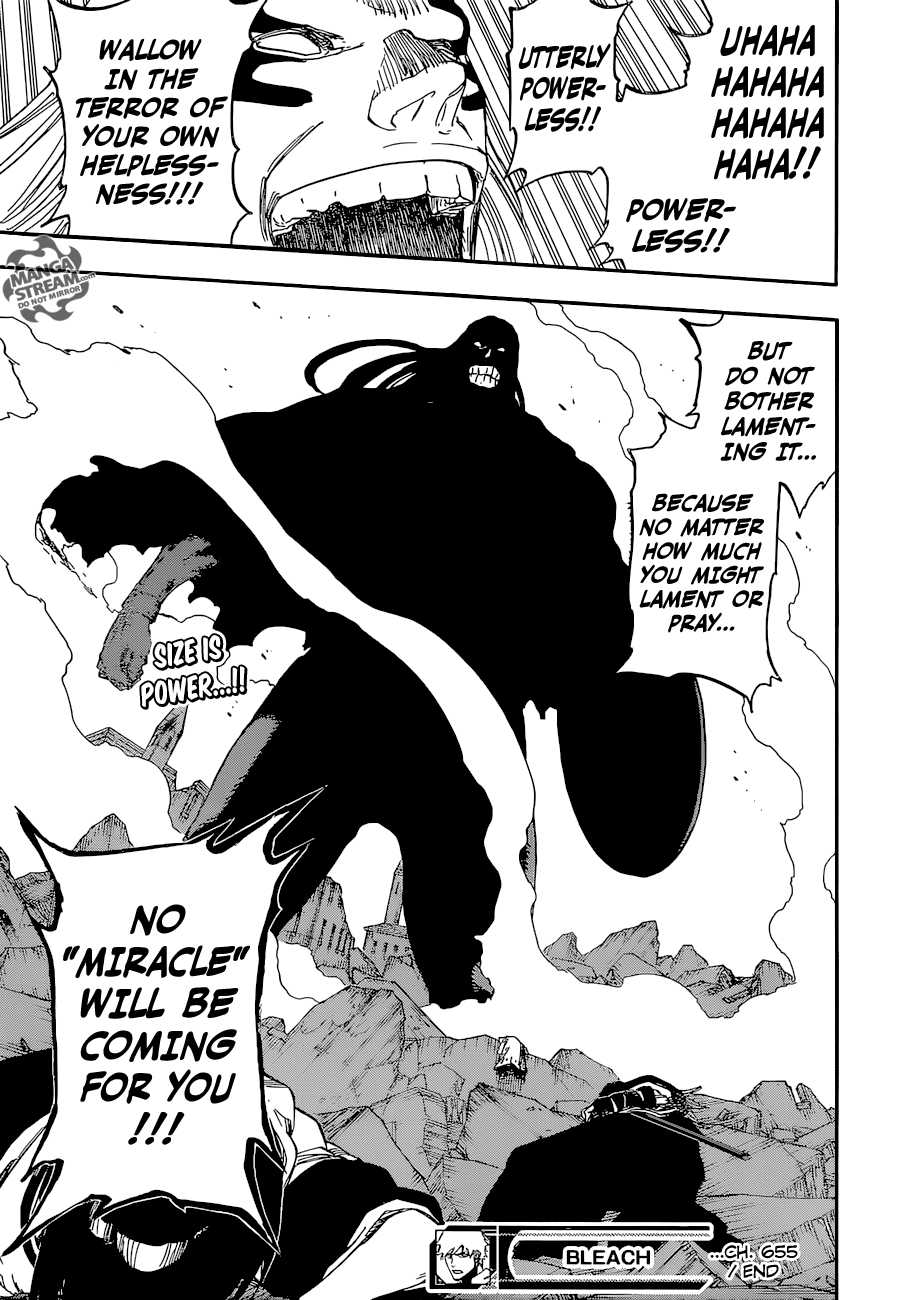 UHAHA
HAHAHA
HAHAHA
HAHA!!
POWER-
LESS!!
UTTERLY
POWER-
LESS!!
WALLOW
IN THE
TERROR OF
YOUR OWN
HELPLESS-
NESS!!!
MANGA
STREAM.com
DO NOT MIRROR
BUT
DO NOT
BOTHER
LAMENT-
ING IT...
BECAUSE
NO MATTER
HOW MUCH
YOU MIGHT
LAMENT OR
PRAY...
SIZE IS
POWER...!!
NO
"MIRACLE"
WILL BE
COMING
FOR YOU
!!!
BLEACH
...CH. 655
/ END